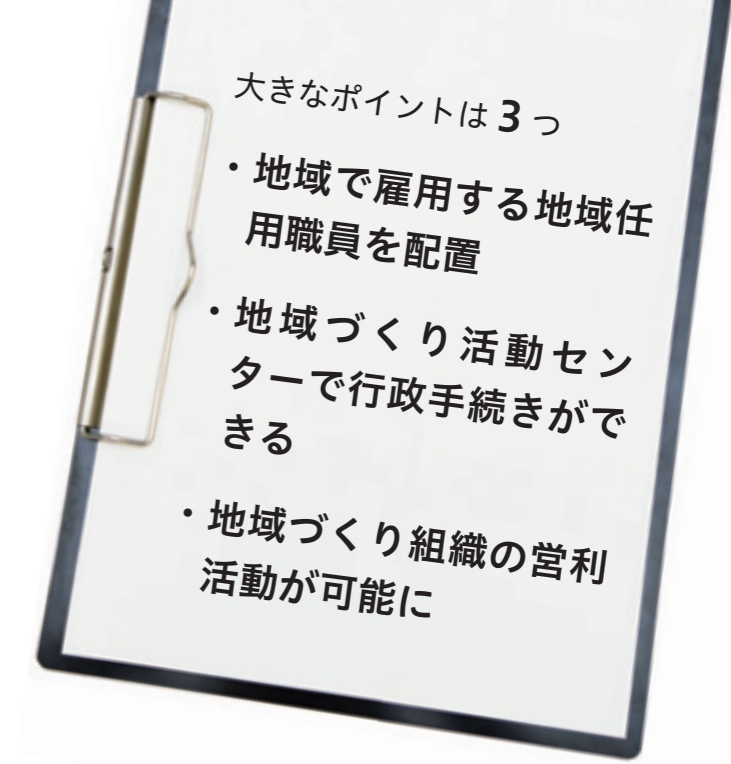 大きなポイントは 3 つ
・地域で雇用する地域任
用職員を配置
・地域づくり活動セン
ターで行政手続きがで
きる
・地域づくり組織の営利
活動が可能に